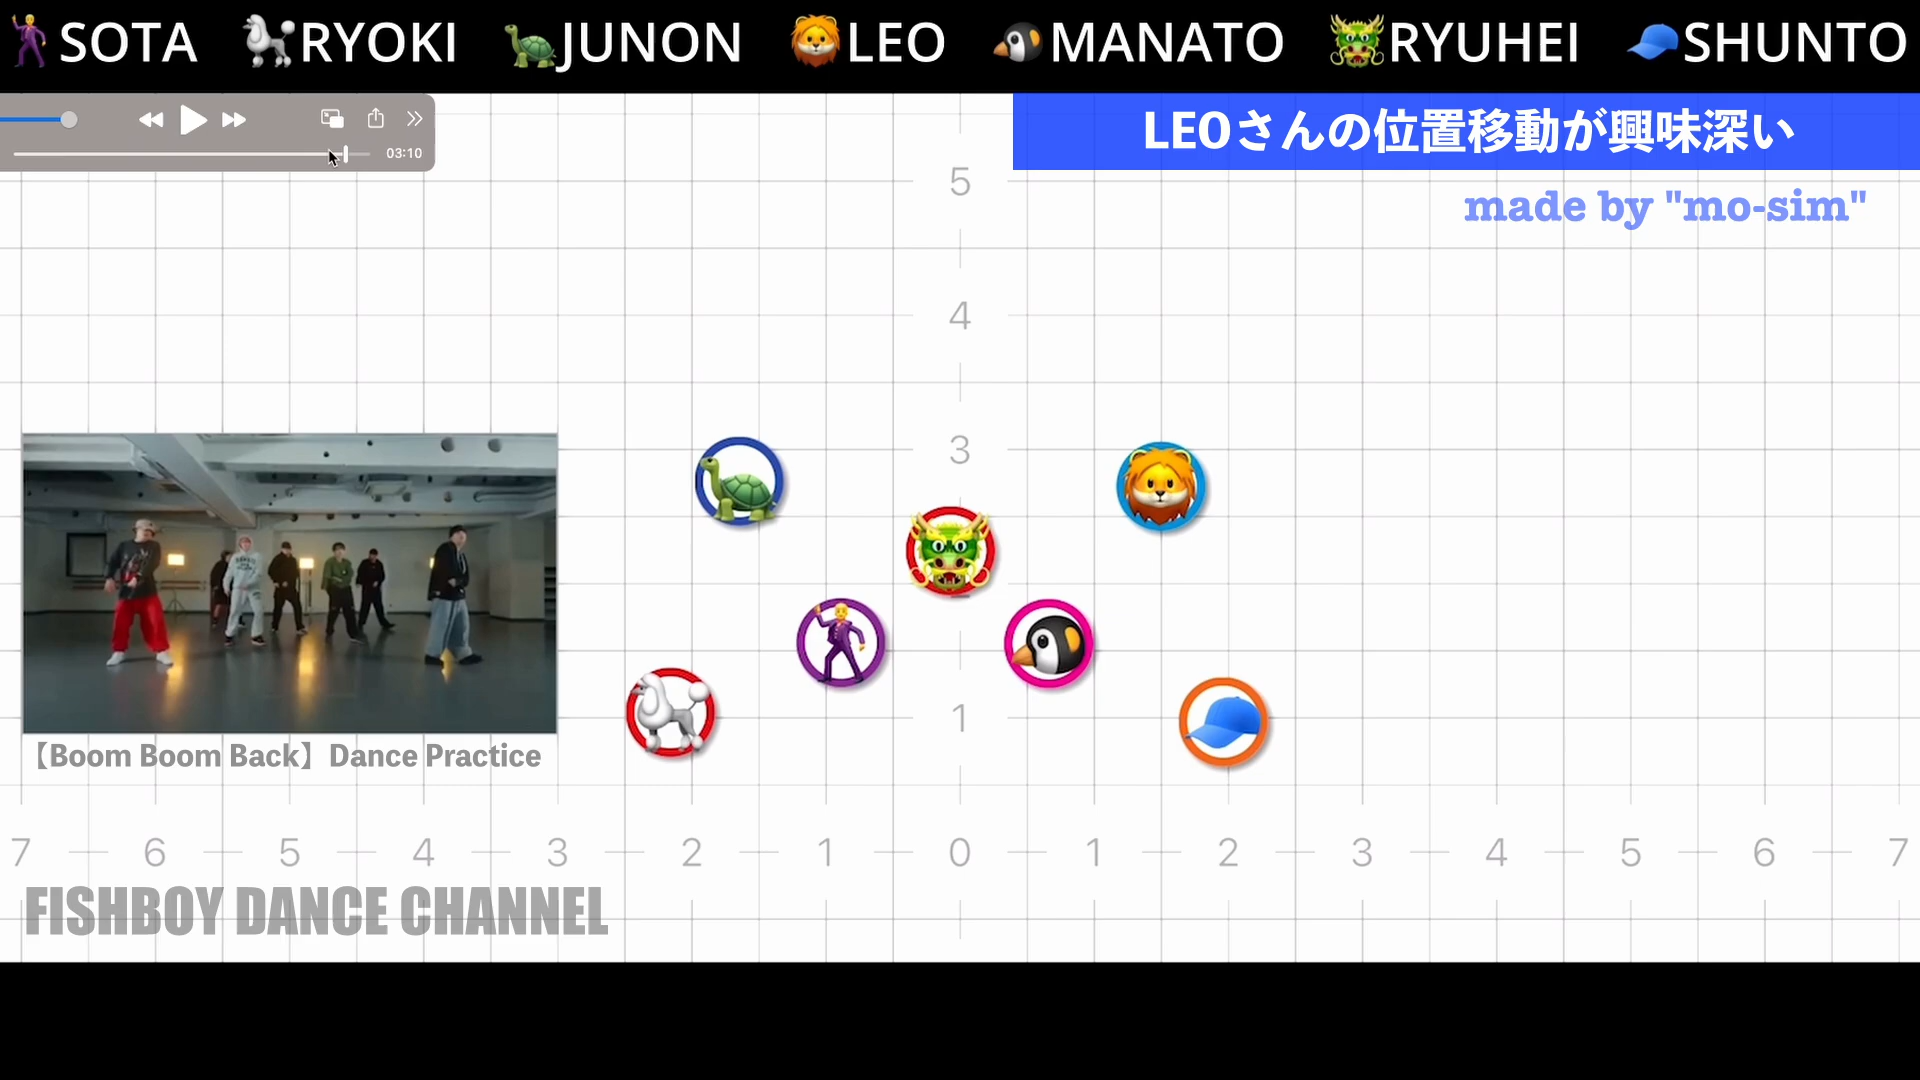 SOTA RYOKI JUNON LEO MANATO RYUHEI SHUNTO
03:10
LEOさんの位置移動が興味深い
made by "mo-sim"
5
4
3
1
【Boom Boom Back】Dance Practice
7 6 5 4 3 2 1 0 1 2 3 4 5 6 7
FISHBOY DANCE CHANNEL